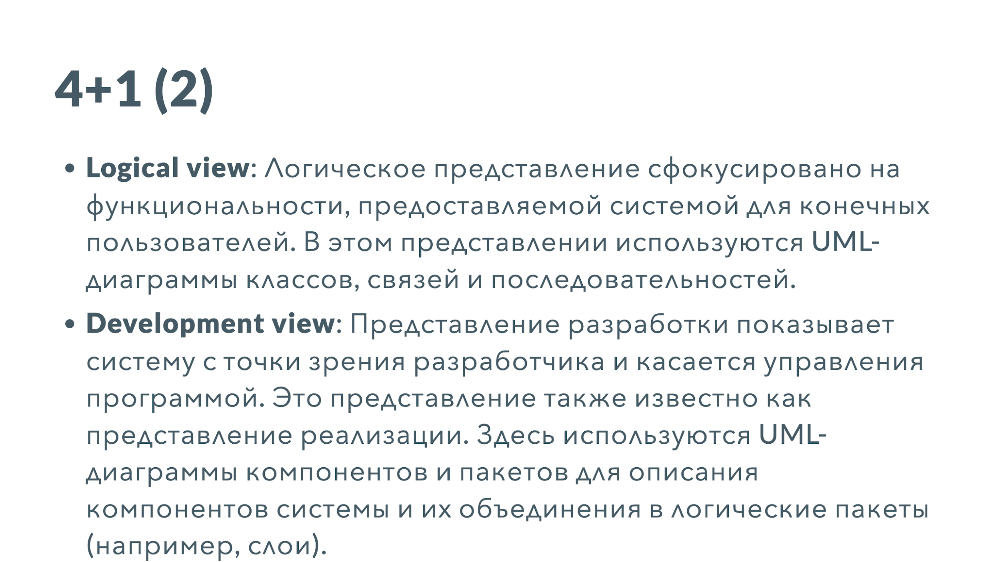 4+1 (2)
• Logical view: Логическое представление сфокусировано на
функциональности, предоставляемой системой для конечных
пользователей. В этом представлении используются UML-
диаграммы классов, связей и последовательностей.
• Development view: Представление разработки показывает
систему с точки зрения разработчика и касается управления
программой. Это представление также известно как
представление реализации. Здесь используются UML-
диаграммы компонентов и пакетов для описания
компонентов системы и их объединения в логические пакеты
(например, слои).